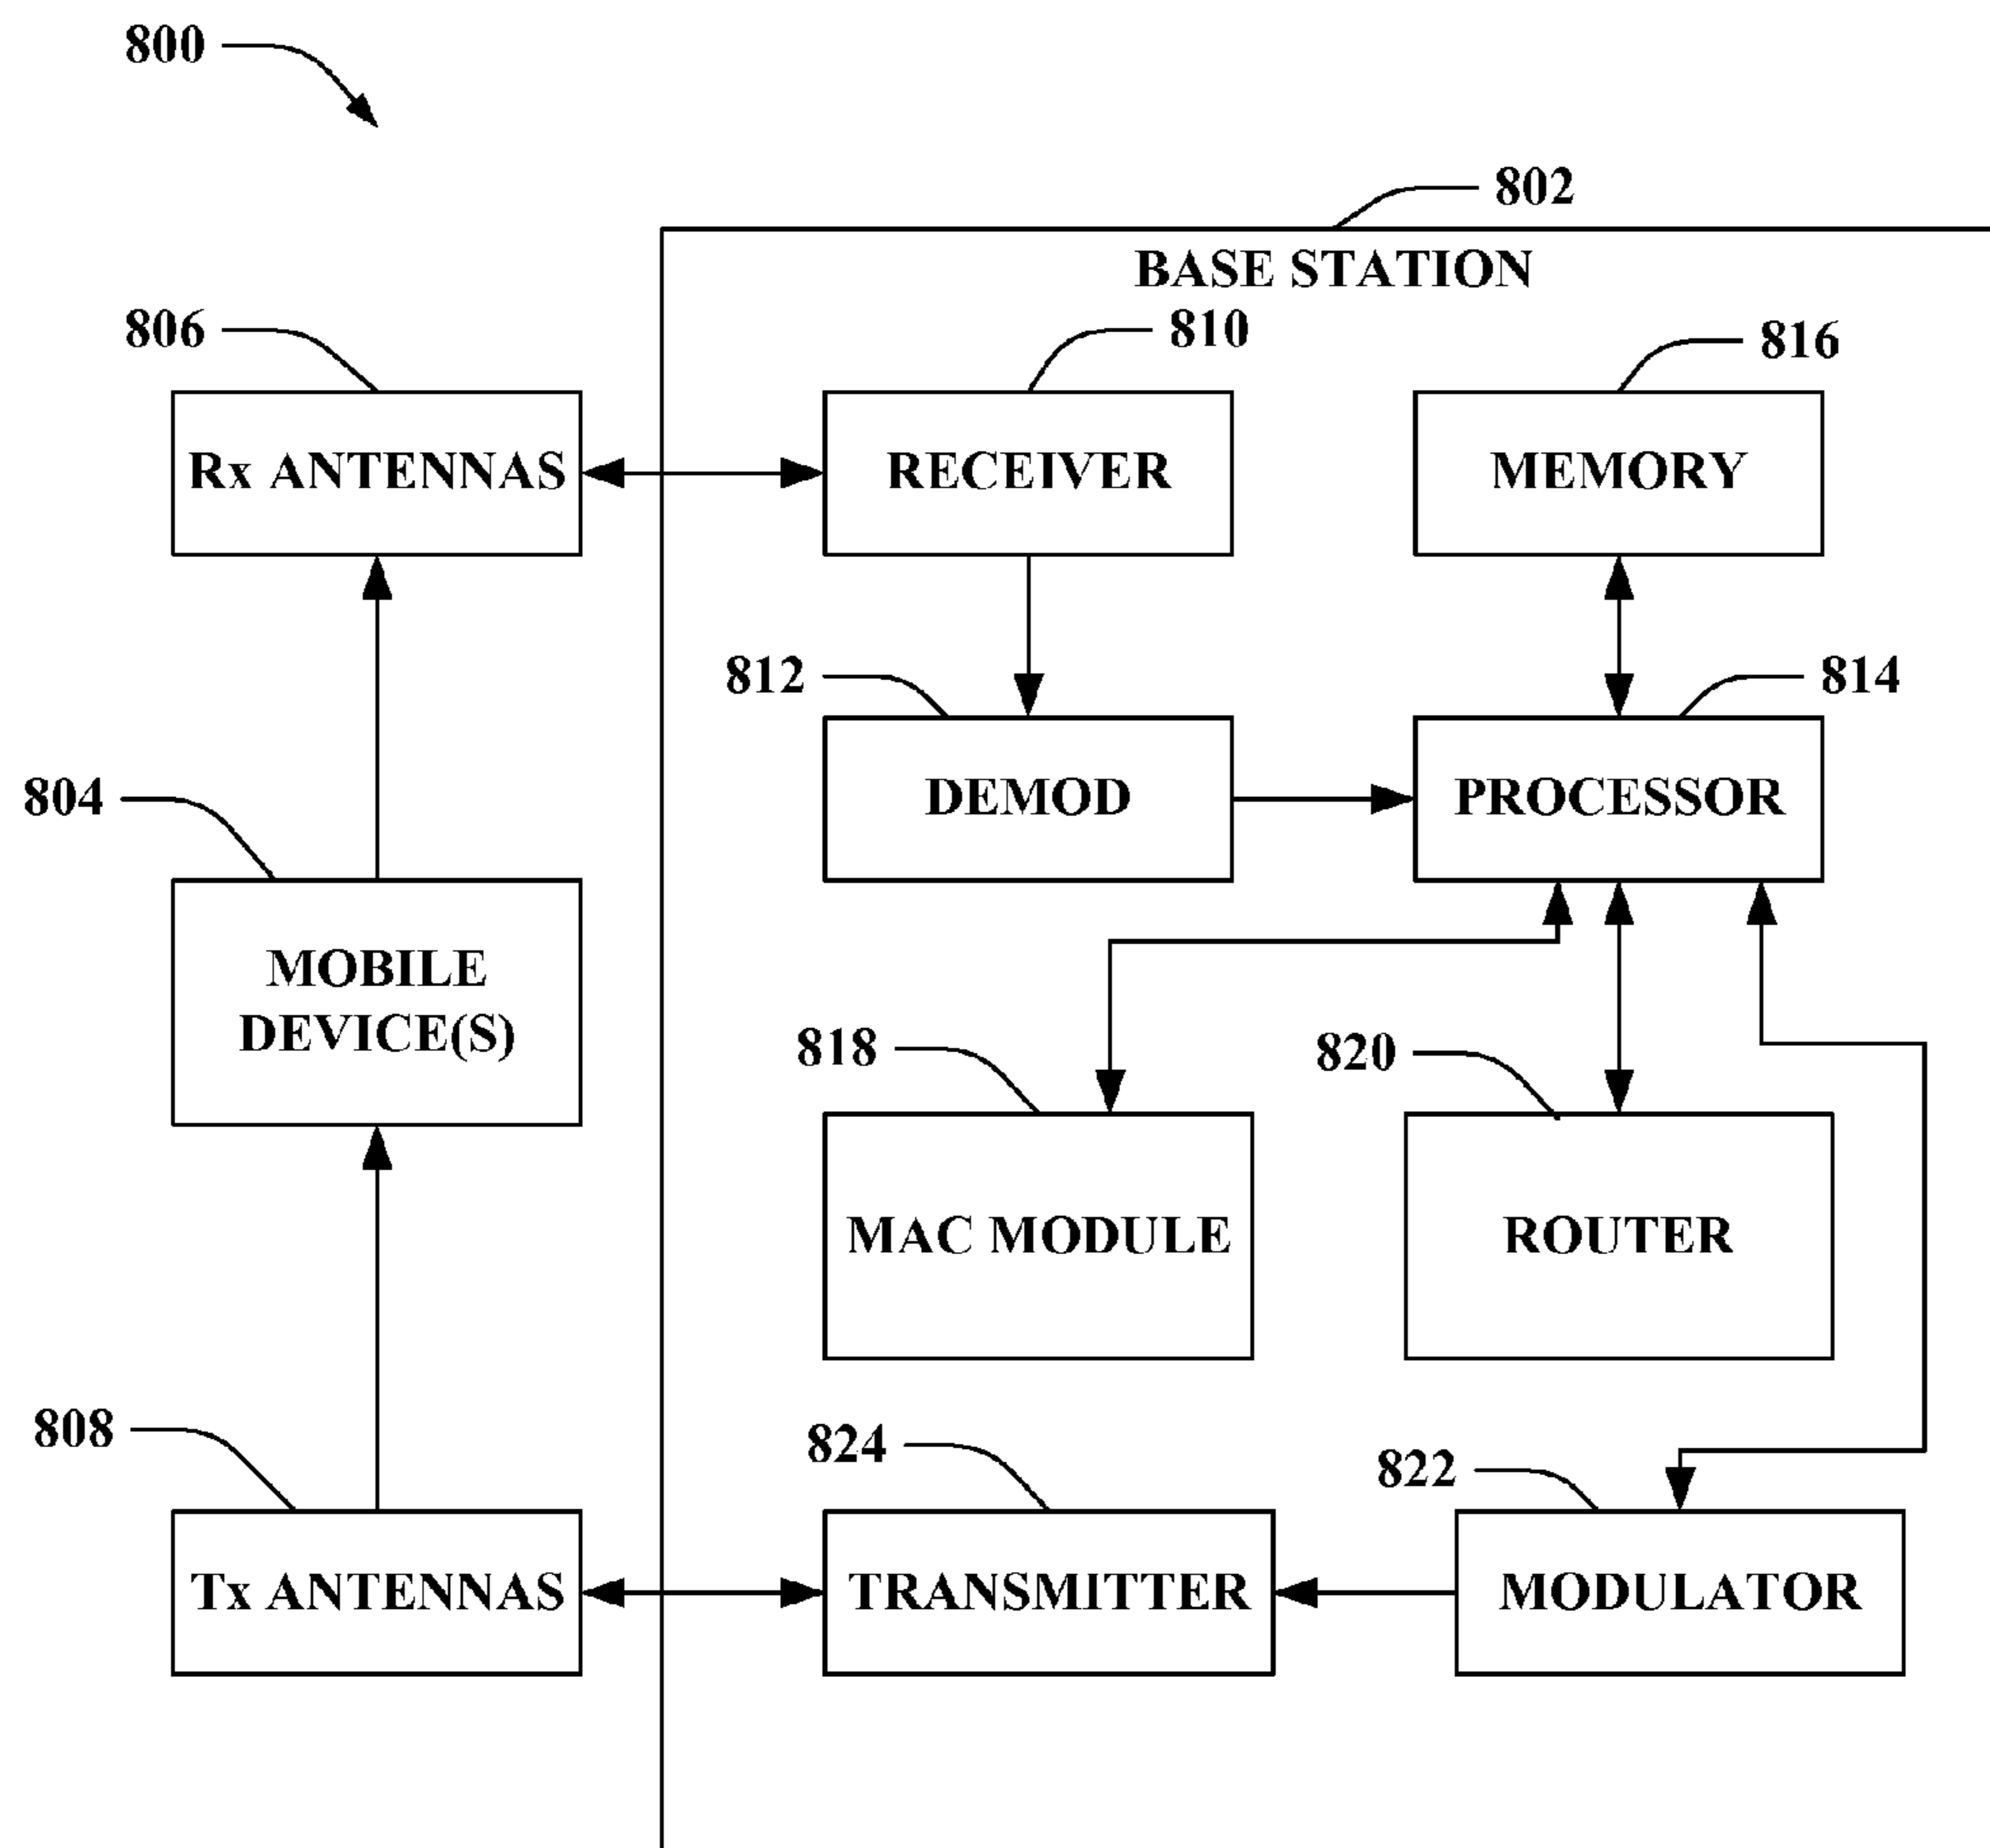 800
802
BASE STATION
806
810
816
Rx ANTENNAS
RECEIVER
MEMORY
812
814
804
DEMOD
PROCESSOR
MOBILE
DEVICE(S)
818
820
MAC MODULE
ROUTER
808
824
822
Tx ANTENNAS
TRANSMITTER
MODULATOR